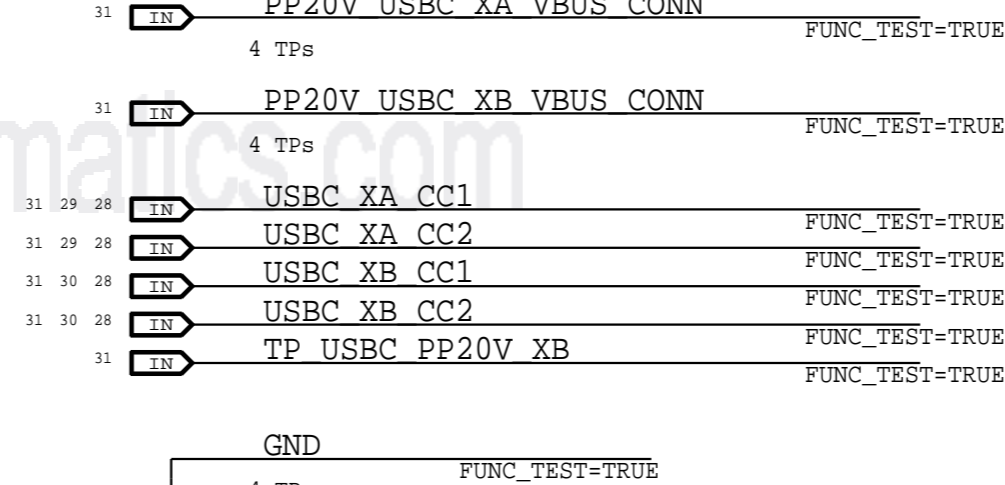 31 IN PP20V_USBC_XA_VBUS_CONN
FUNC_TEST=TRUE
4 TPs
31 IN PP20V_USBC_XB_VBUS_CONN
FUNC_TEST=TRUE
4 TPs
matics.com
31 29 28 IN USBC_XA_CC1
FUNC_TEST=TRUE
31 29 28 IN USBC_XA_CC2
FUNC_TEST=TRUE
31 30 28 IN USBC_XB_CC1
FUNC_TEST=TRUE
31 30 28 IN USBC_XB_CC2
FUNC_TEST=TRUE
31 IN TP_USBC_PP20V_XB
FUNC_TEST=TRUE
GND
FUNC_TEST=TRUE